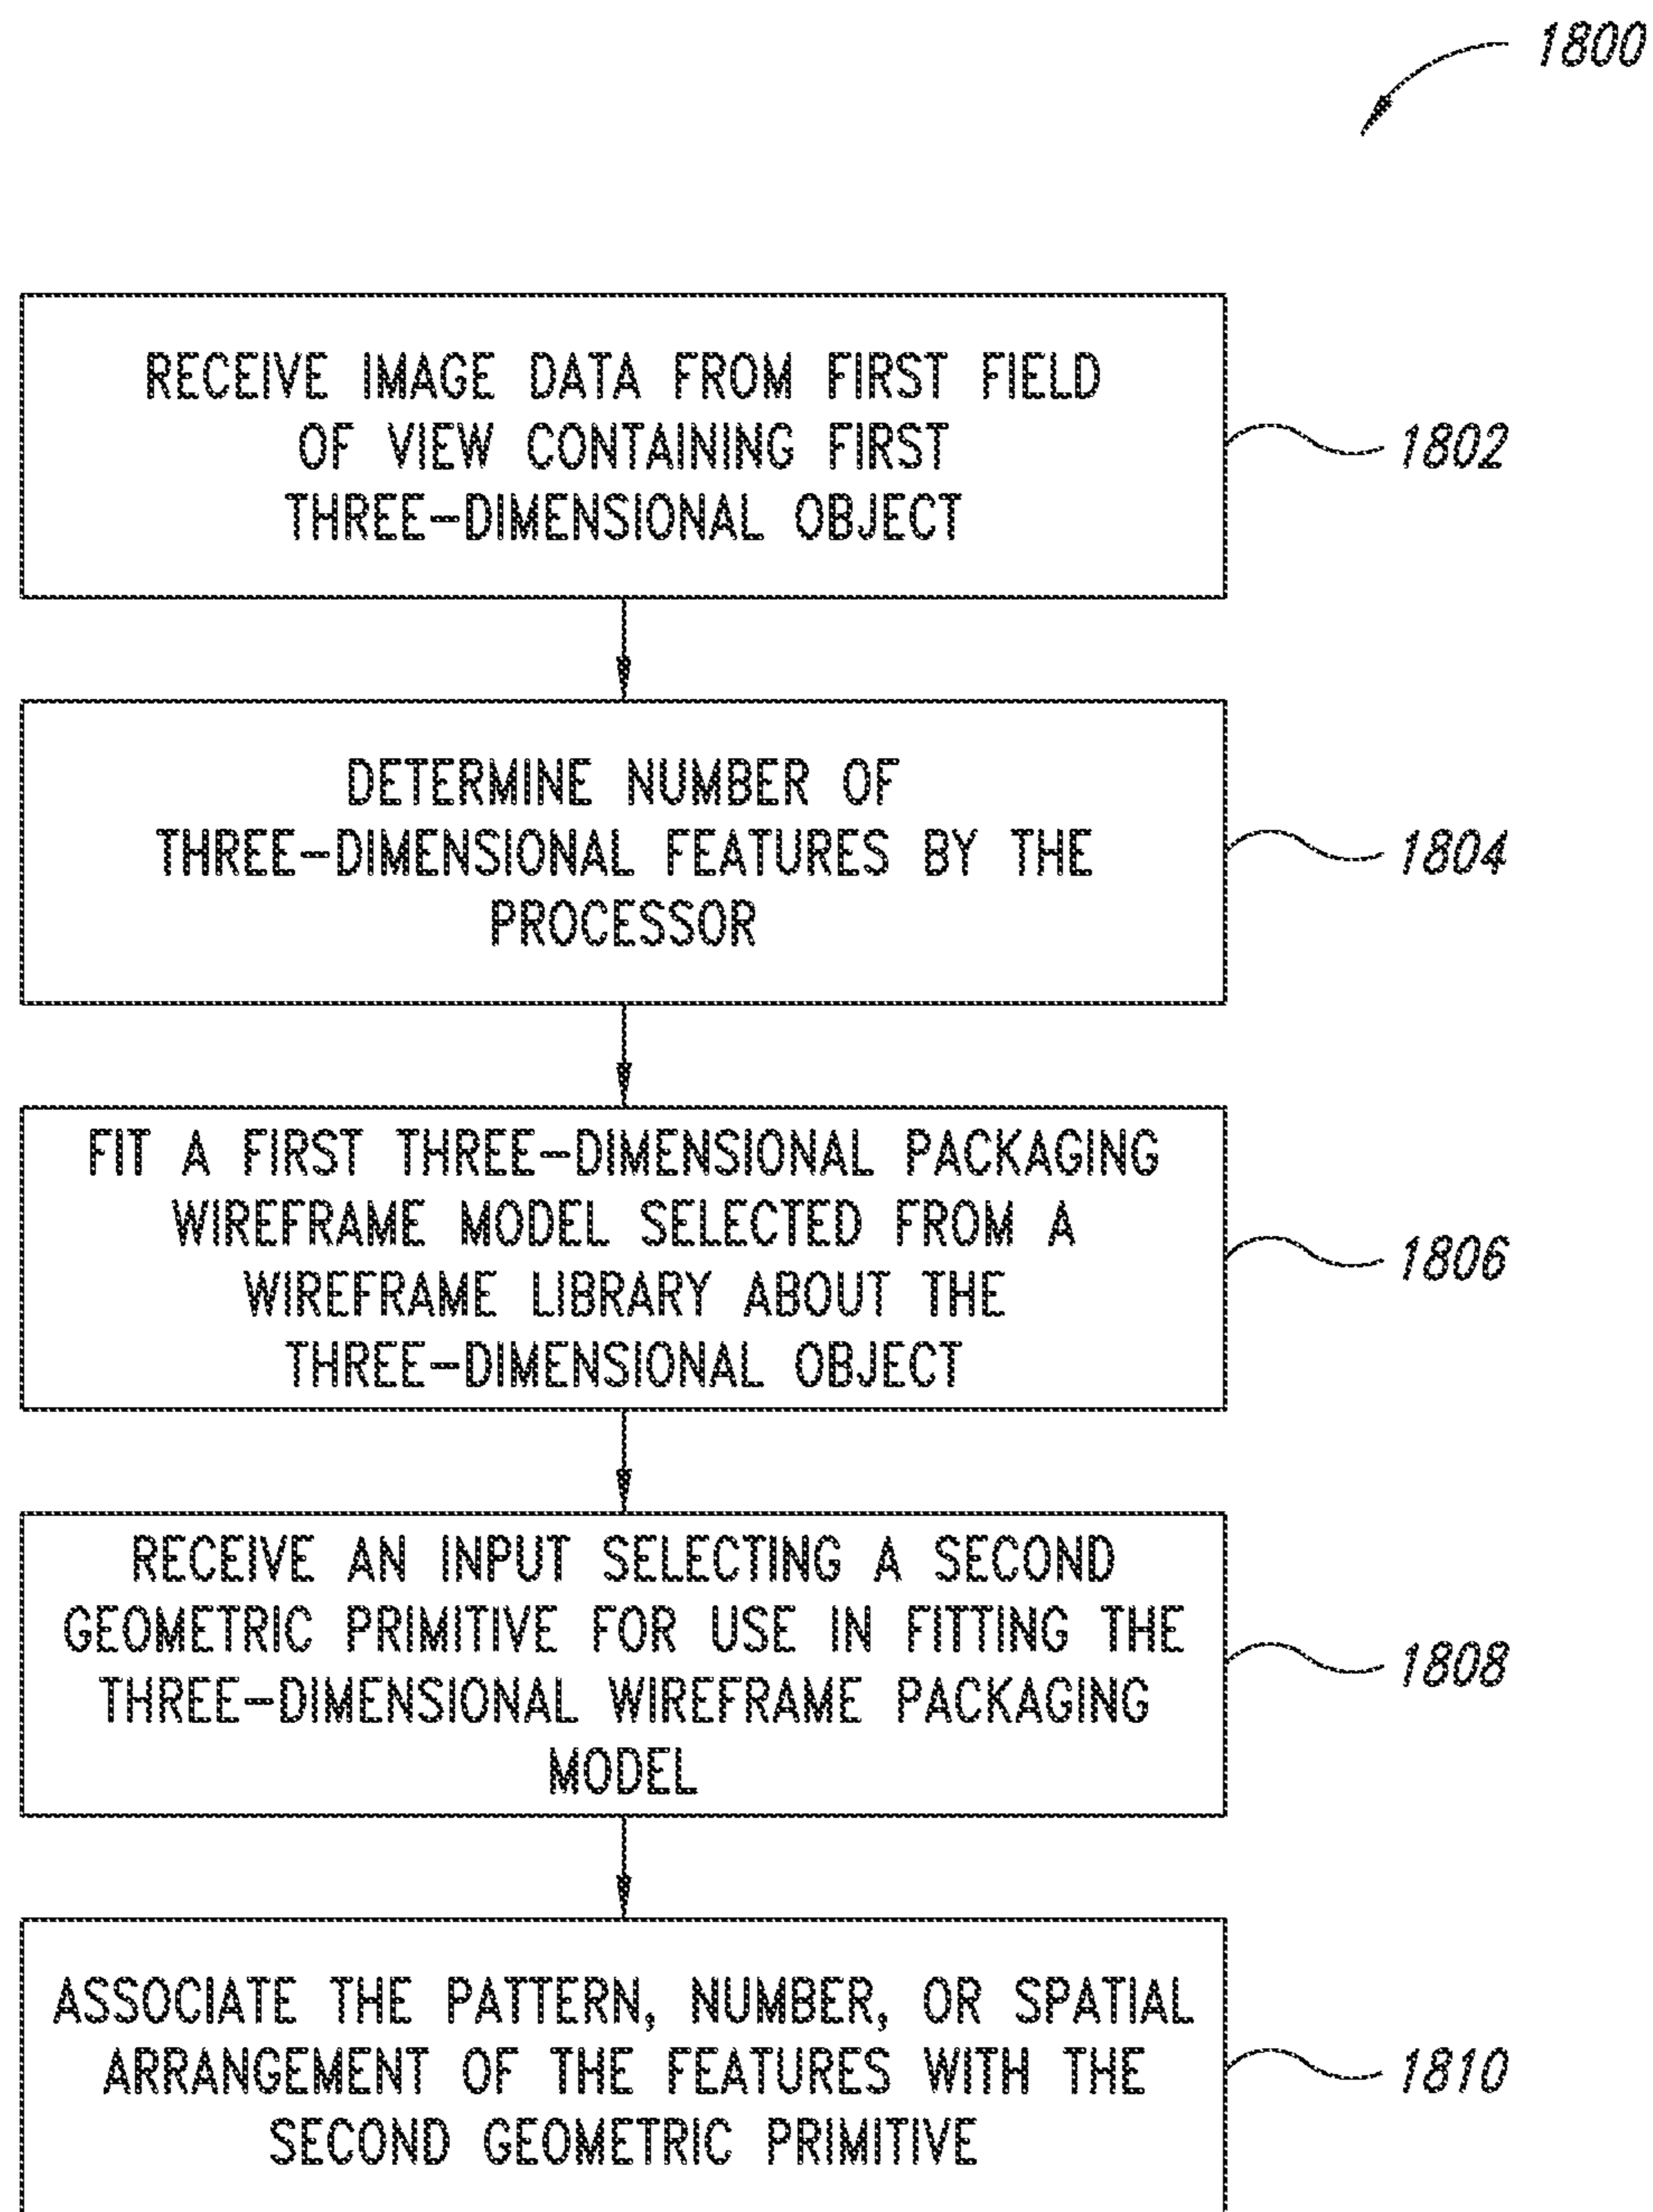 1800
RECEIVE IMAGE DATA FROM FIRST FIELD
OF VIEW CONTAINING FIRST
THREE-DIMENSIONAL OBJECT
1802
DETERMINE NUMBER OF
THREE-DIMENSIONAL FEATURES BY THE
PROCESSOR
1804
FIT A FIRST THREE-DIMENSIONAL PACKAGING
WIREFRAME MODEL SELECTED FROM A
WIREFRAME LIBRARY ABOUT THE
THREE-DIMENSIONAL OBJECT
1806
RECEIVE AN INPUT SELECTING A SECOND
GEOMETRIC PRIMITIVE FOR USE IN FITTING THE
THREE-DIMENSIONAL WIREFRAME PACKAGING
MODEL
1808
ASSOCIATE THE PATTERN, NUMBER, OR SPATIAL
ARRANGEMENT OF THE FEATURES WITH THE
SECOND GEOMETRIC PRIMITIVE
1810